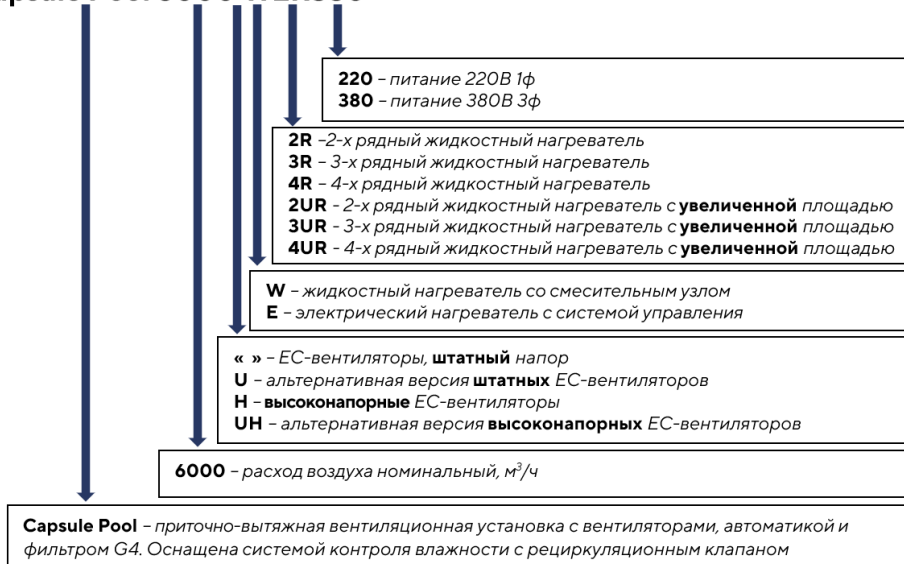 220 – питание 220В 1ф
380 – питание 380В 3ф
2R –2-х рядный жидкостный нагреватель
3R – 3-х рядный жидкостный нагреватель
4R – 4-х рядный жидкостный нагреватель
2UR - 2-х рядный жидкостный нагреватель с увеличенной площадью
3UR - 3-х рядный жидкостный нагреватель с увеличенной площадью
4UR - 4-х рядный жидкостный нагреватель с увеличенной площадью
W – жидкостный нагреватель со смесительным узлом
E – электрический нагреватель с системой управления
« » – ЕС-вентиляторы, штатный напор
U – альтернативная версия штатных ЕС-вентиляторов
H – высоконапорные ЕС-вентиляторы
UH – альтернативная версия высоконапорных ЕС-вентиляторов
6000 – расход воздуха номинальный, м³/ч
Capsule Pool – приточно-вытяжная вентиляционная установка с вентиляторами, автоматикой и
фильтром G4. Оснащена системой контроля влажности с рециркуляционным клапаном